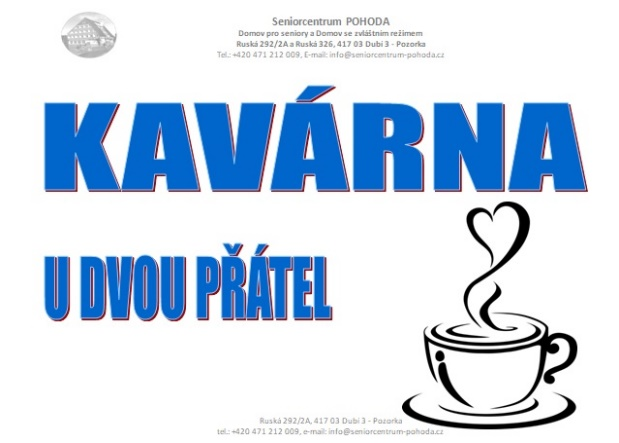 Seniorcentrum POHODA
Domov pro seniory a Domov se zvláštním režimem
Ruská 292/2A a Ruská 326, 417 03 Dubí 3 - Pozorka
Tel.: +420 471 212 009, E-mail: info@seniorcentrum-pohoda.cz
KAVÁRNA
U DVOU PŘÁTEL
Ruská 292/2A, 417 03 Dubí 3 - Pozorka
tel.: +420 471 212 009, e-mail: info@seniorcentrum-pohoda.cz